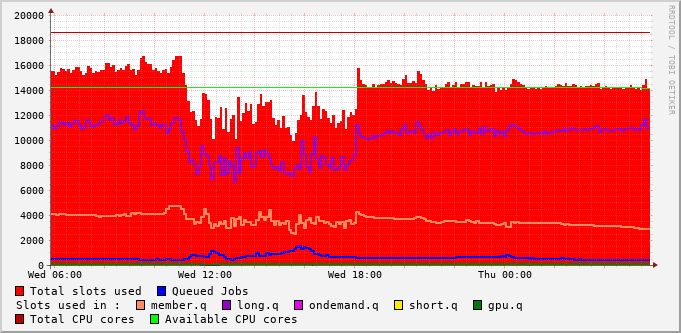 20000
18000
16000
14000
12000
10000
8000
6000
4000
2000
0
Wed 06:00 Wed 12:00 Wed 18:00 Thu 00:00
Total slots used Queued Jobs
Slots used in : member.q long.q ondemand.q short.q gpu.q
Total CPU cores Available CPU cores
RRDTOOL / TOBI OETIKER